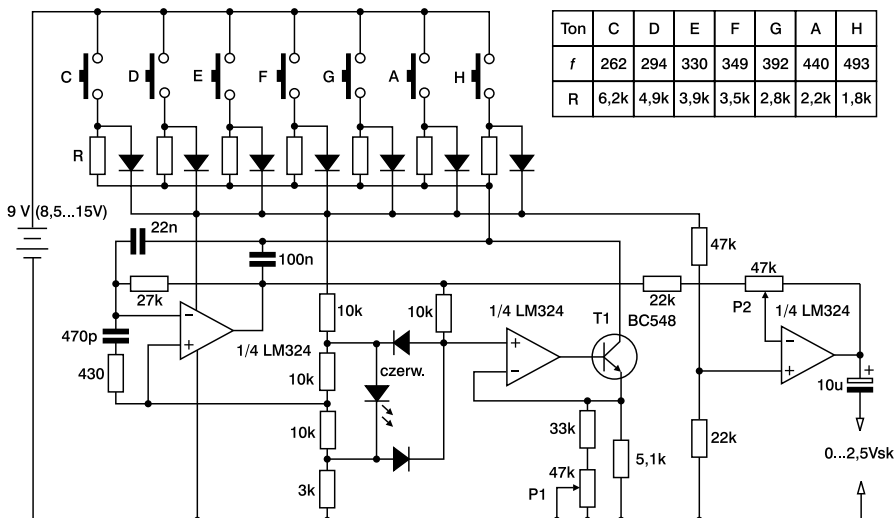 Ton C D E F G A H
f 262 294 330 349 392 440 493
R 6,2k 4,9k 3,9k 3,5k 2,8k 2,2k 1,8k
C D E F G A H
R
9 V (8,5...15V)
22n
100n
47k
27k
10k
10k
22k
47k
P2
1/4 LM324
T1
BC548
1/4 LM324
470p
1/4 LM324
430
10k
czerw.
10u
+
10k
33k
5,1k
22k
0...2,5Vsk
3k
47k
P1
− +
+ −
− +